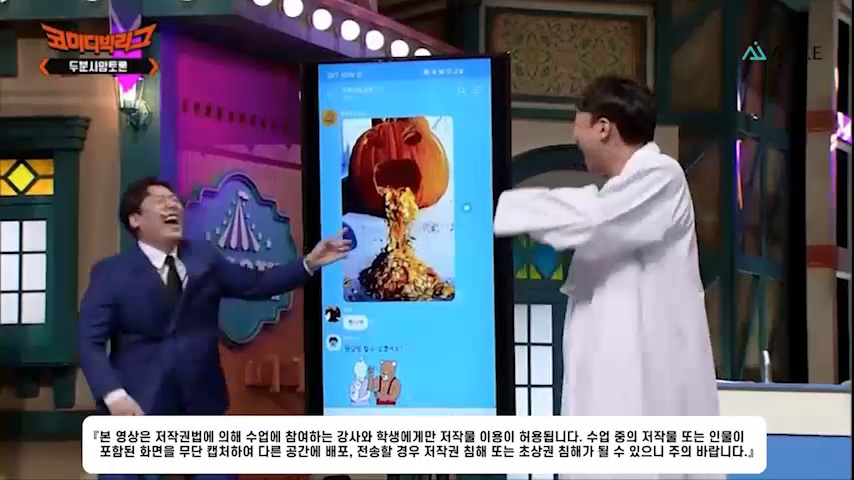 코미디빅리그
두분사망토론
『본 영상은 저작권법에 의해 수업에 참여하는 강사와 학생에게만 저작물 이용이 허용됩니다. 수업 중의 저작물 또는 인물이
포함된 화면을 무단 캡처하여 다른 공간에 배포, 전송할 경우 저작권 침해 또는 초상권 침해가 될 수 있으니 주의 바랍니다.』